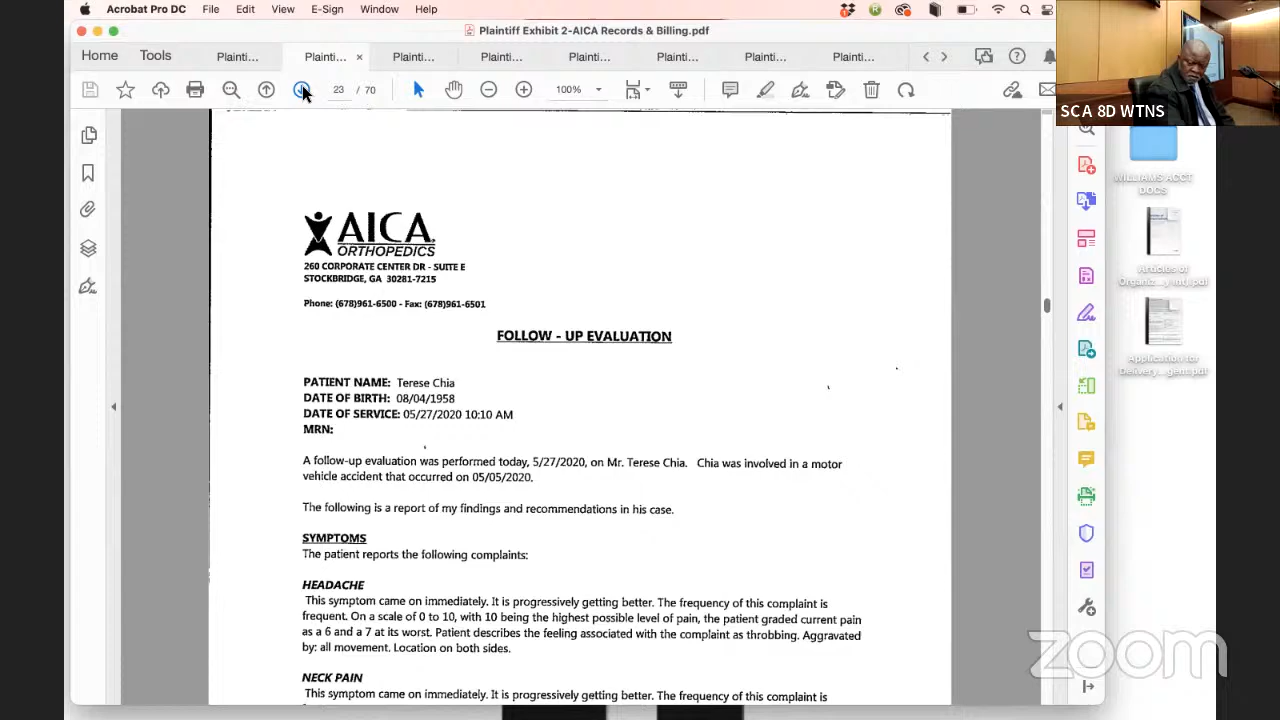 Acrobat Pro DC File Edit View E-Sign Window Help
Plaintiff Exhibit 2-AICA Records & Billing.pdf
Home Tools Plainti... Plainti... × Plainti... Plainti... Plainti... Plainti... Plainti... Plainti...
23 / 70 100%
SCA 8D WTNS
WILLIAMS ACCT
DOCS
Articles of
Application for
AICA
ORTHOPEDICS
260 CORPORATE CENTER DR - SUITE E
STOCKBRIDGE, GA 30281-7215
Phone: (678)961-6500 - Fax: (678)961-6501
FOLLOW - UP EVALUATION
PATIENT NAME: Terese Chia
DATE OF BIRTH: 08/04/1958
DATE OF SERVICE: 05/27/2020 10:10 AM
MRN:
A follow-up evaluation was performed today, 5/27/2020, on Mr. Terese Chia. Chia was involved in a motor
vehicle accident that occurred on 05/05/2020.
The following is a report of my findings and recommendations in his case.
SYMPTOMS
The patient reports the following complaints:
HEADACHE
This symptom came on immediately. It is progressively getting better. The frequency of this complaint is
frequent. On a scale of 0 to 10, with 10 being the highest possible level of pain, the patient graded current pain
as a 6 and a 7 at its worst. Patient describes the feeling associated with the complaint as throbbing. Aggravated
by: all movement. Location on both sides.
NECK PAIN
This symptom came on immediately. It is progressively getting better. The frequency of this complaint is
zoom